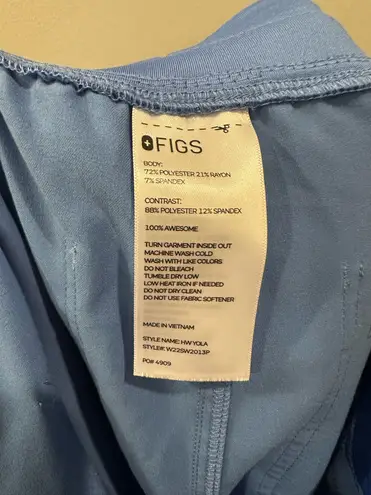 FIGS
BODY:
72% POLYESTER 21% RAYON
7% SPANDEX
CONTRAST:
88% POLYESTER 12% SPANDEX
100% AWESOME
TURN GARMENT INSIDE OUT
MACHINE WASH COLD
WASH WITH LIKE COLORS
DO NOT BLEACH
TUMBLE DRY LOW
LOW HEAT IRON IF NEEDED
DO NOT DRY CLEAN
DO NOT USE FABRIC SOFTENER
MADE IN VIETNAM
STYLE NAME: HW YOLA
STYLE#: W22SW2013P
PO# 4909